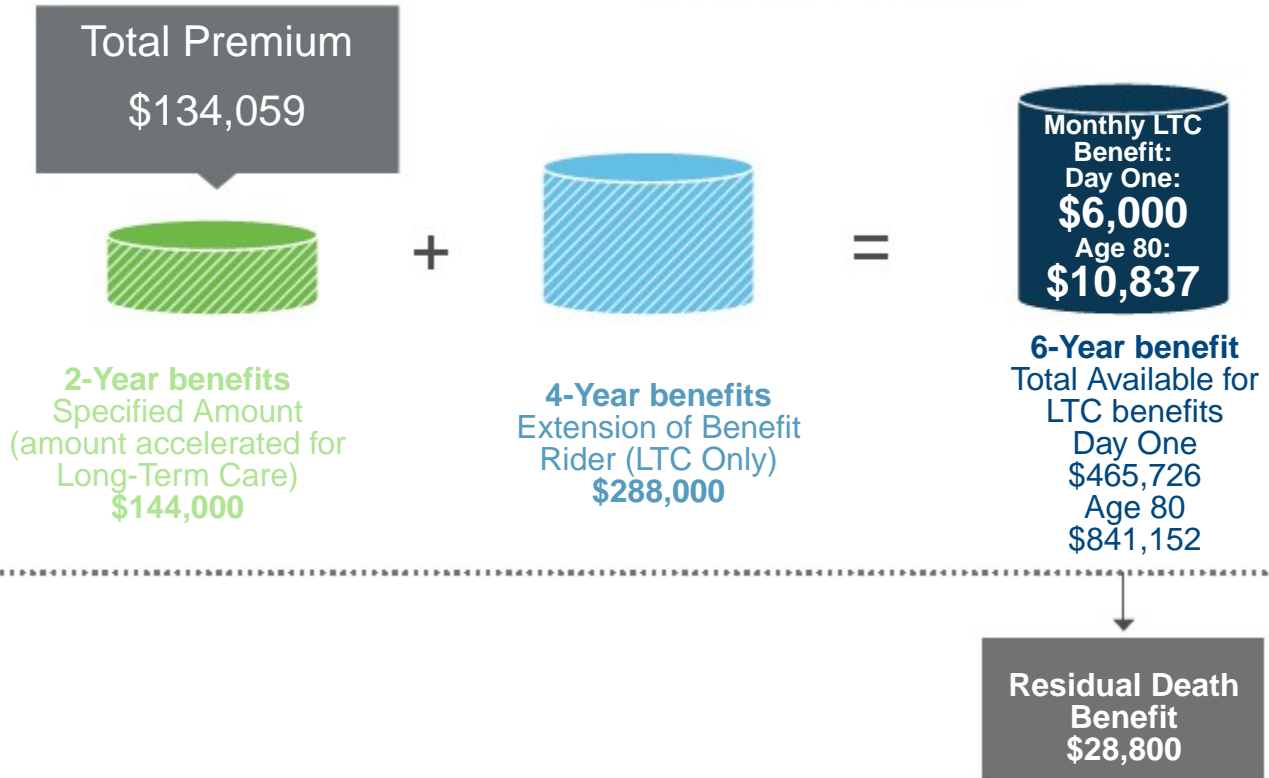 Total Premium
$134,059
+
=
Monthly LTC
Benefit:
Day One:
$6,000
Age 80:
$10,837
2-Year benefits
Specified Amount
(amount accelerated for
Long-Term Care)
$144,000
4-Year benefits
Extension of Benefit
Rider (LTC Only)
$288,000
6-Year benefit
Total Available for
LTC benefits
Day One
$465,726
Age 80
$841,152
Residual Death
Benefit
$28,800